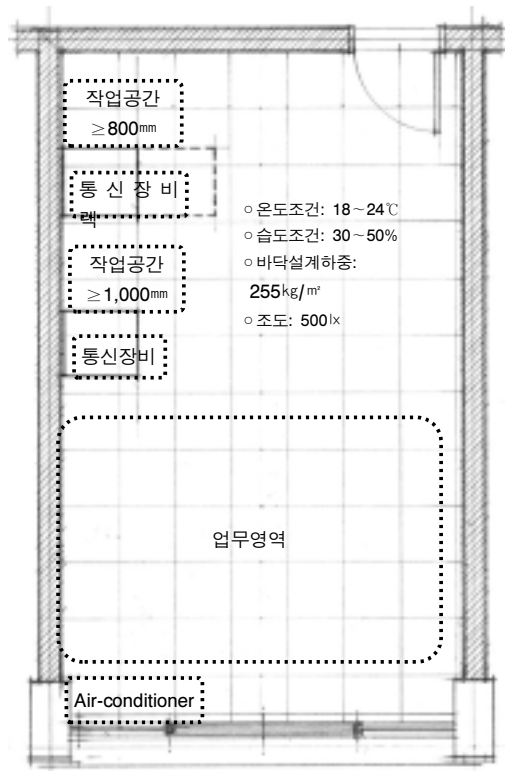 작업공간
≥800㎜
통 신 장 비
랙
○온도조건: 18~24℃
○습도조건: 30~50%
○바닥설계하중:
255㎏/㎡
○조도: 500lx
작업공간
≥1,000㎜
통신장비
업무영역
Air-conditioner